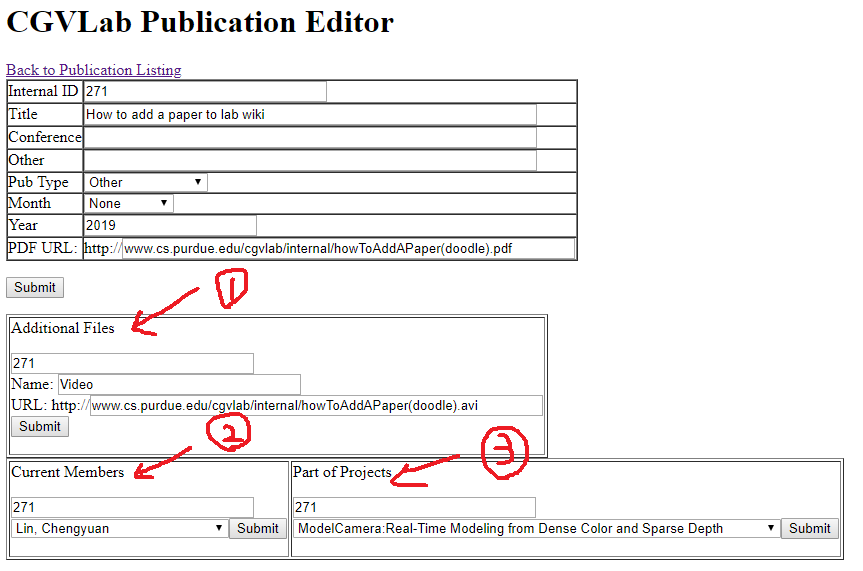 CGVLab Publication Editor
Back to Publication Listing
Internal ID 271
Title How to add a paper to lab wiki
Conference
Other
Pub Type Other
Month None
Year 2019
PDF URL: http://www.cs.purdue.edu/cgvlab/internal/howToAddAPaper(doodle).pdf
Submit
1
Additional Files
271
Name: Video
URL: http://www.cs.purdue.edu/cgvlab/internal/howToAddAPaper(doodle).avi
Submit
2
3
Current Members
271
Lin, Chengyuan Submit
Part of Projects
271
ModelCamera:Real-Time Modeling from Dense Color and Sparse Depth Submit